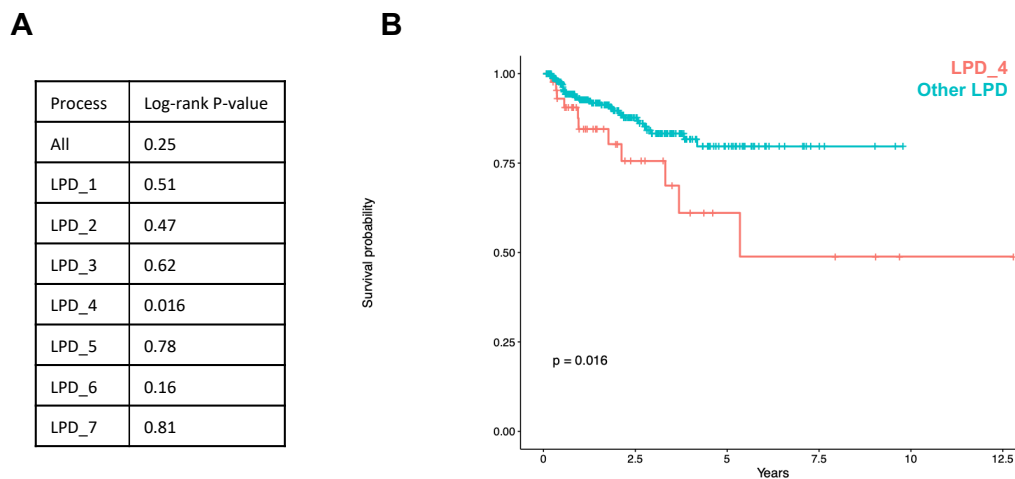 A
Process Log-rank P-value
All 0.25
LPD_1 0.51
LPD_2 0.47
LPD_3 0.62
LPD_4 0.016
LPD_5 0.78
LPD_6 0.16
LPD_7 0.81
B
LPD_4
Other LPD
Survival probability
1.00
0.75
0.50
0.25
0.00
p = 0.016
0 2.5 5 7.5 10 12.5
Years